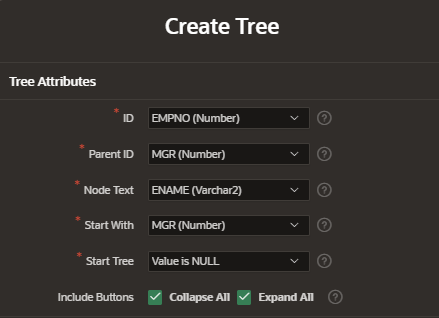 Create Tree
Tree Attributes
* ID EMPNO (Number) ?
* Parent ID MGR (Number) ?
* Node Text ENAME (Varchar2) ?
* Start With MGR (Number) ?
* Start Tree Value is NULL ?
Include Buttons Collapse All Expand All ?